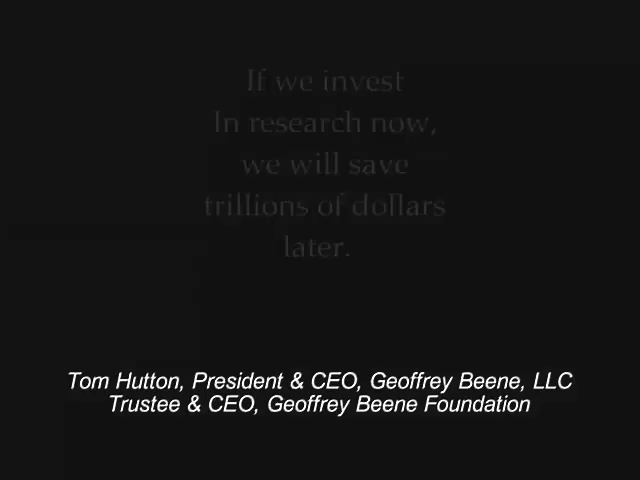 If we invest
In research now,
we will save
trillions of dollars
later.
Tom Hutton, President & CEO, Geoffrey Beene, LLC
Trustee & CEO, Geoffrey Beene Foundation